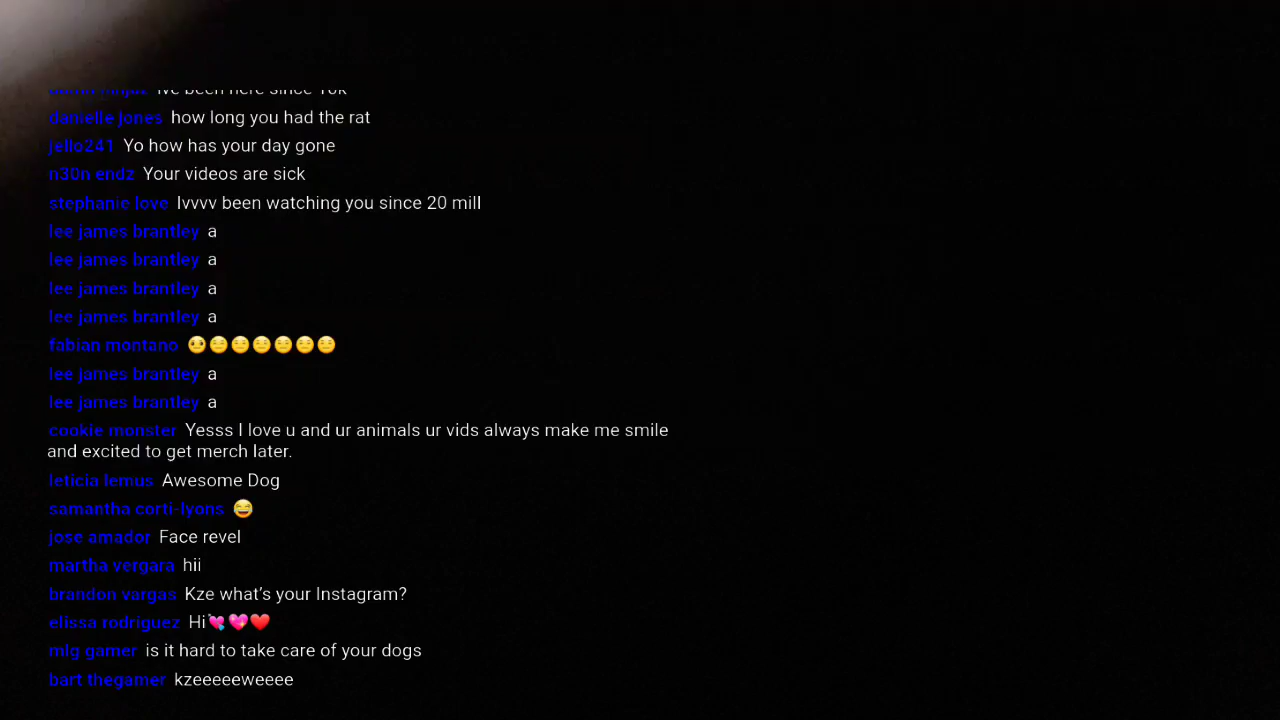 Ive been here since 10k
danielle jones how long you had the rat
jello241 Yo how has your day gone
n30n endz Your videos are sick
stephanie love Ivvvv been watching you since 20 mill
lee james brantley a
lee james brantley a
lee james brantley a
lee james brantley a
fabian montano 🤨😑😑😑😑😑😑
lee james brantley a
lee james brantley a
cookie monster Yesss I love u and ur animals ur vids always make me smile
and excited to get merch later.
leticia lemus Awesome Dog
samantha corti-lyons 😂
jose amador Face revel
martha vergara hii
brandon vargas Kze what's your Instagram?
elissa rodriguez Hi💘💖❤️
mlg gamer is it hard to take care of your dogs
bart thegamer kzeeeeeweeee